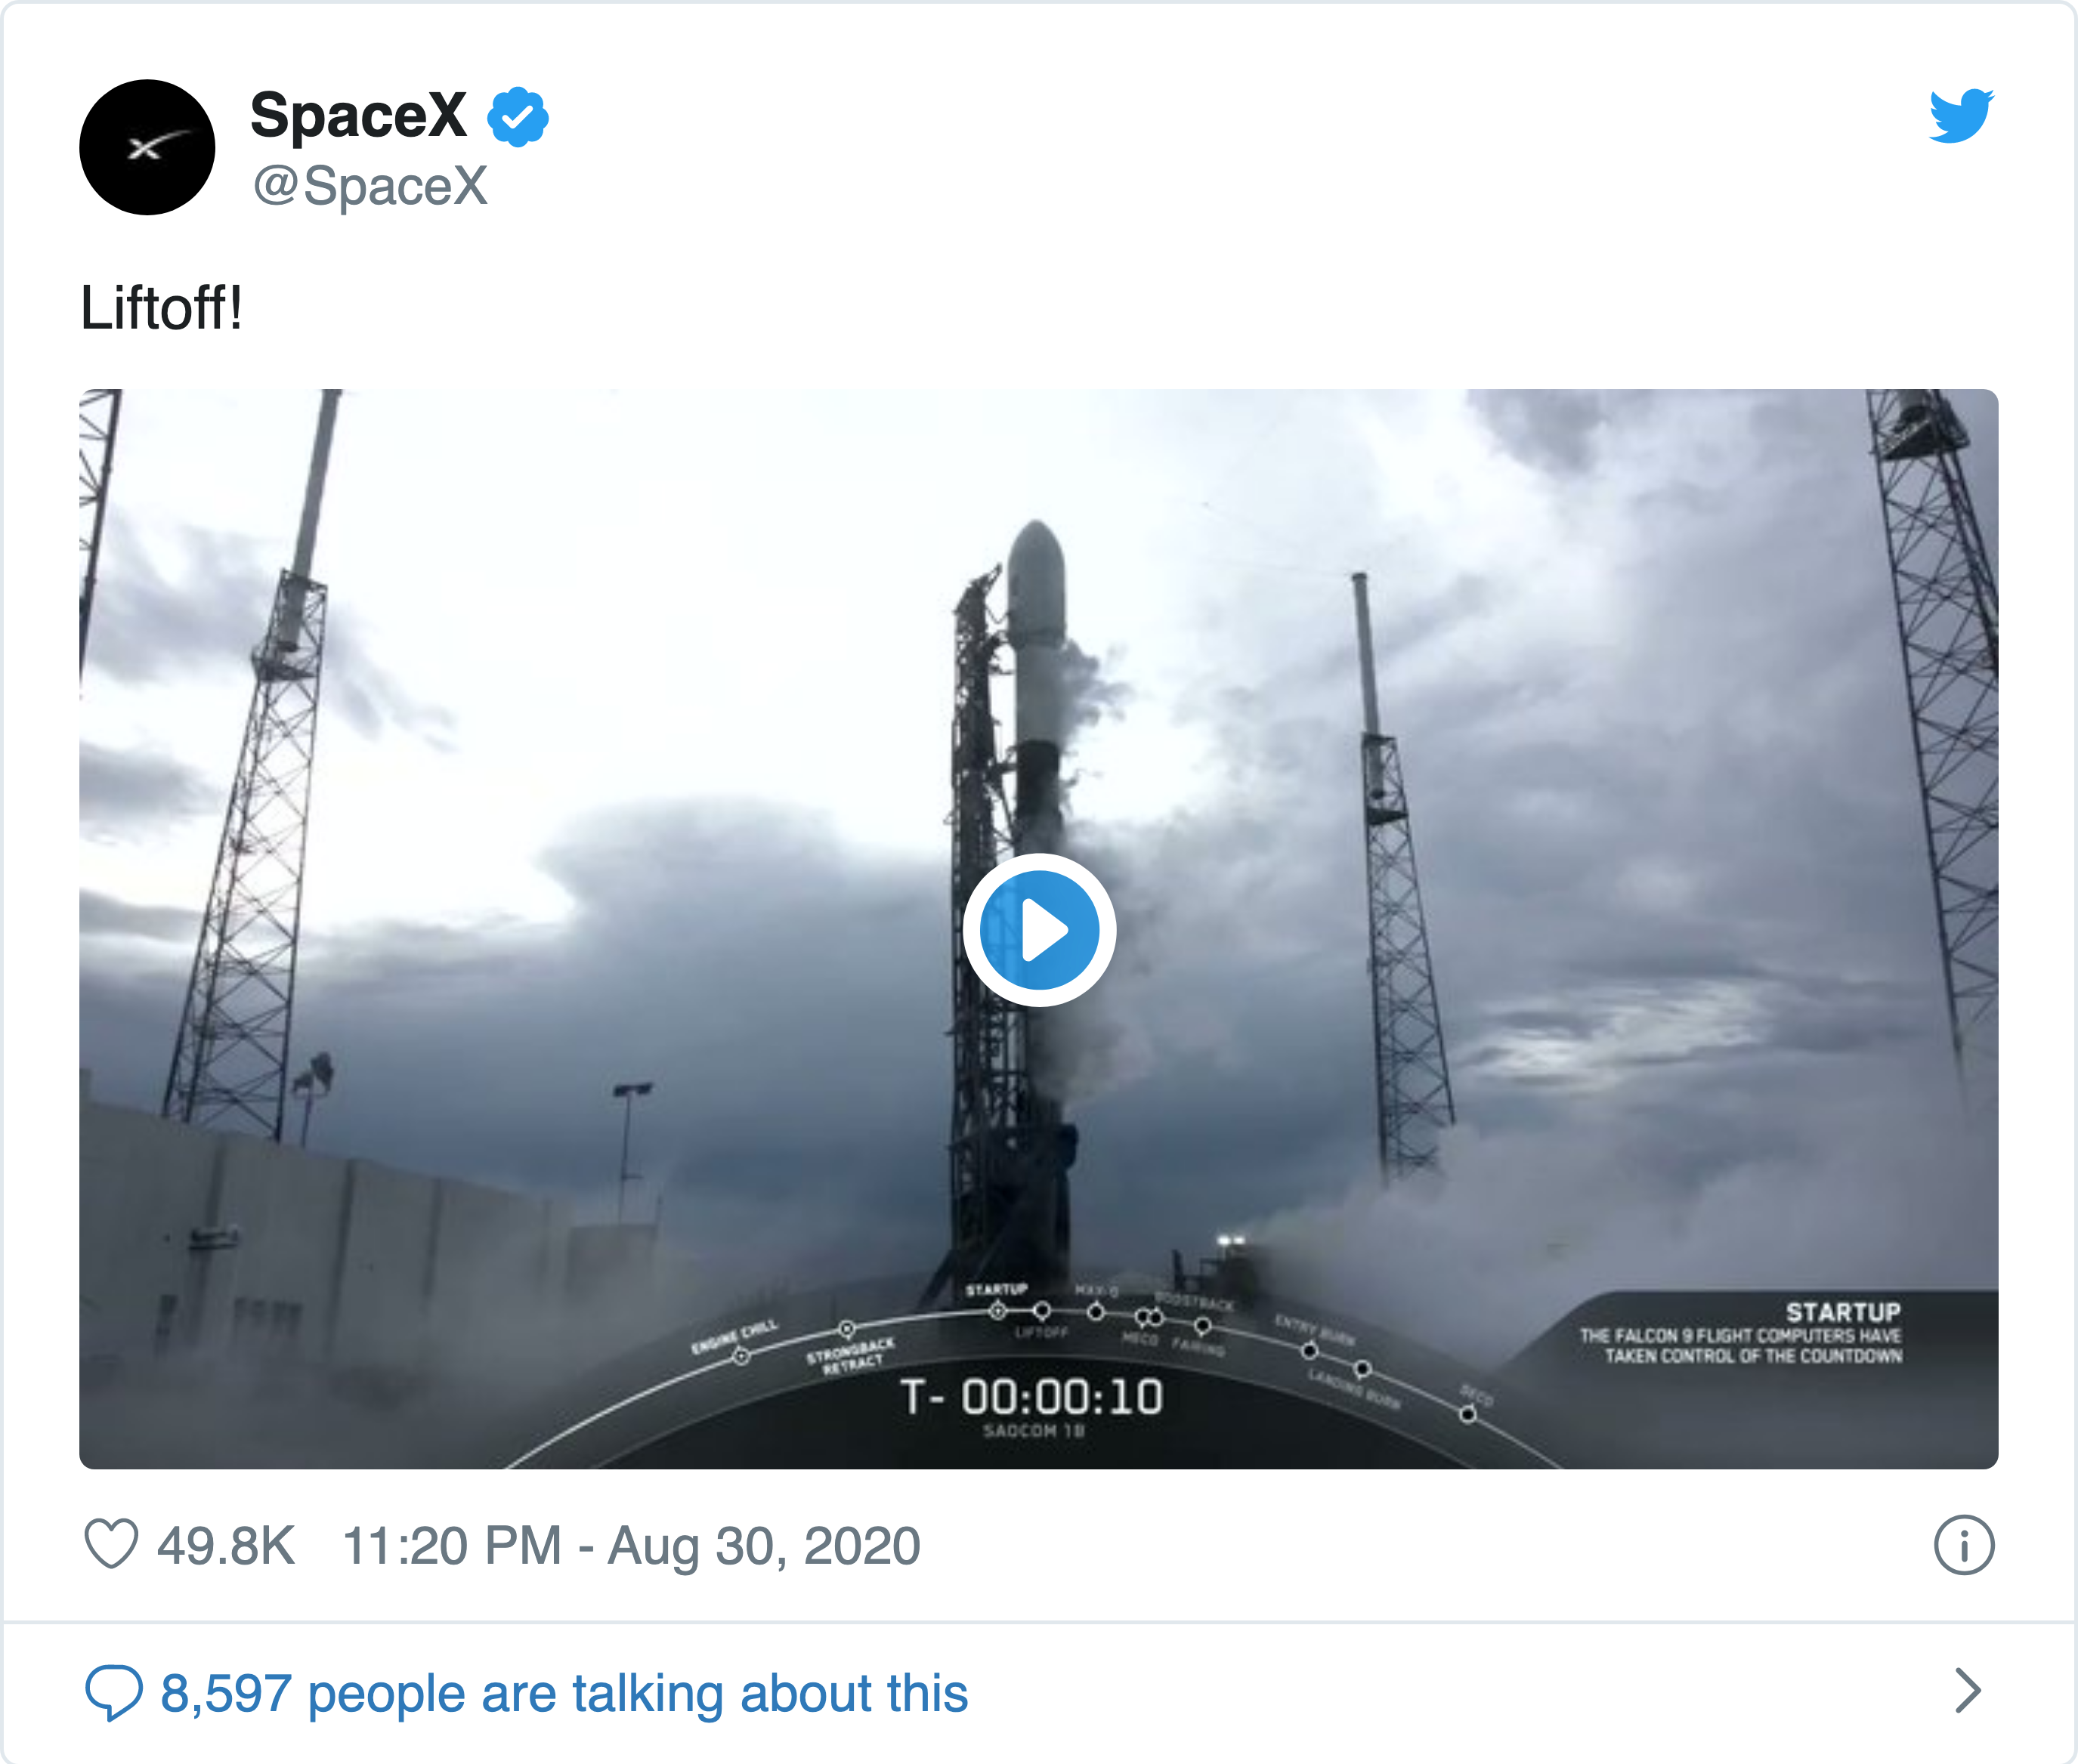 SpaceX
@SpaceX
Liftoff!
ENGINE CHILL
STRONGBACK
RETRACT
STARTUP
LIFTOFF
MAX-Q
MECO
BOOSTBACK
FAIRING
ENTRY BURN
LANDING BURN
SECO
T- 00:00:10
SAOCOM 1B
STARTUP
THE FALCON 9 FLIGHT COMPUTERS HAVE
TAKEN CONTROL OF THE COUNTDOWN
49.8K 11:20 PM - Aug 30, 2020
8,597 people are talking about this